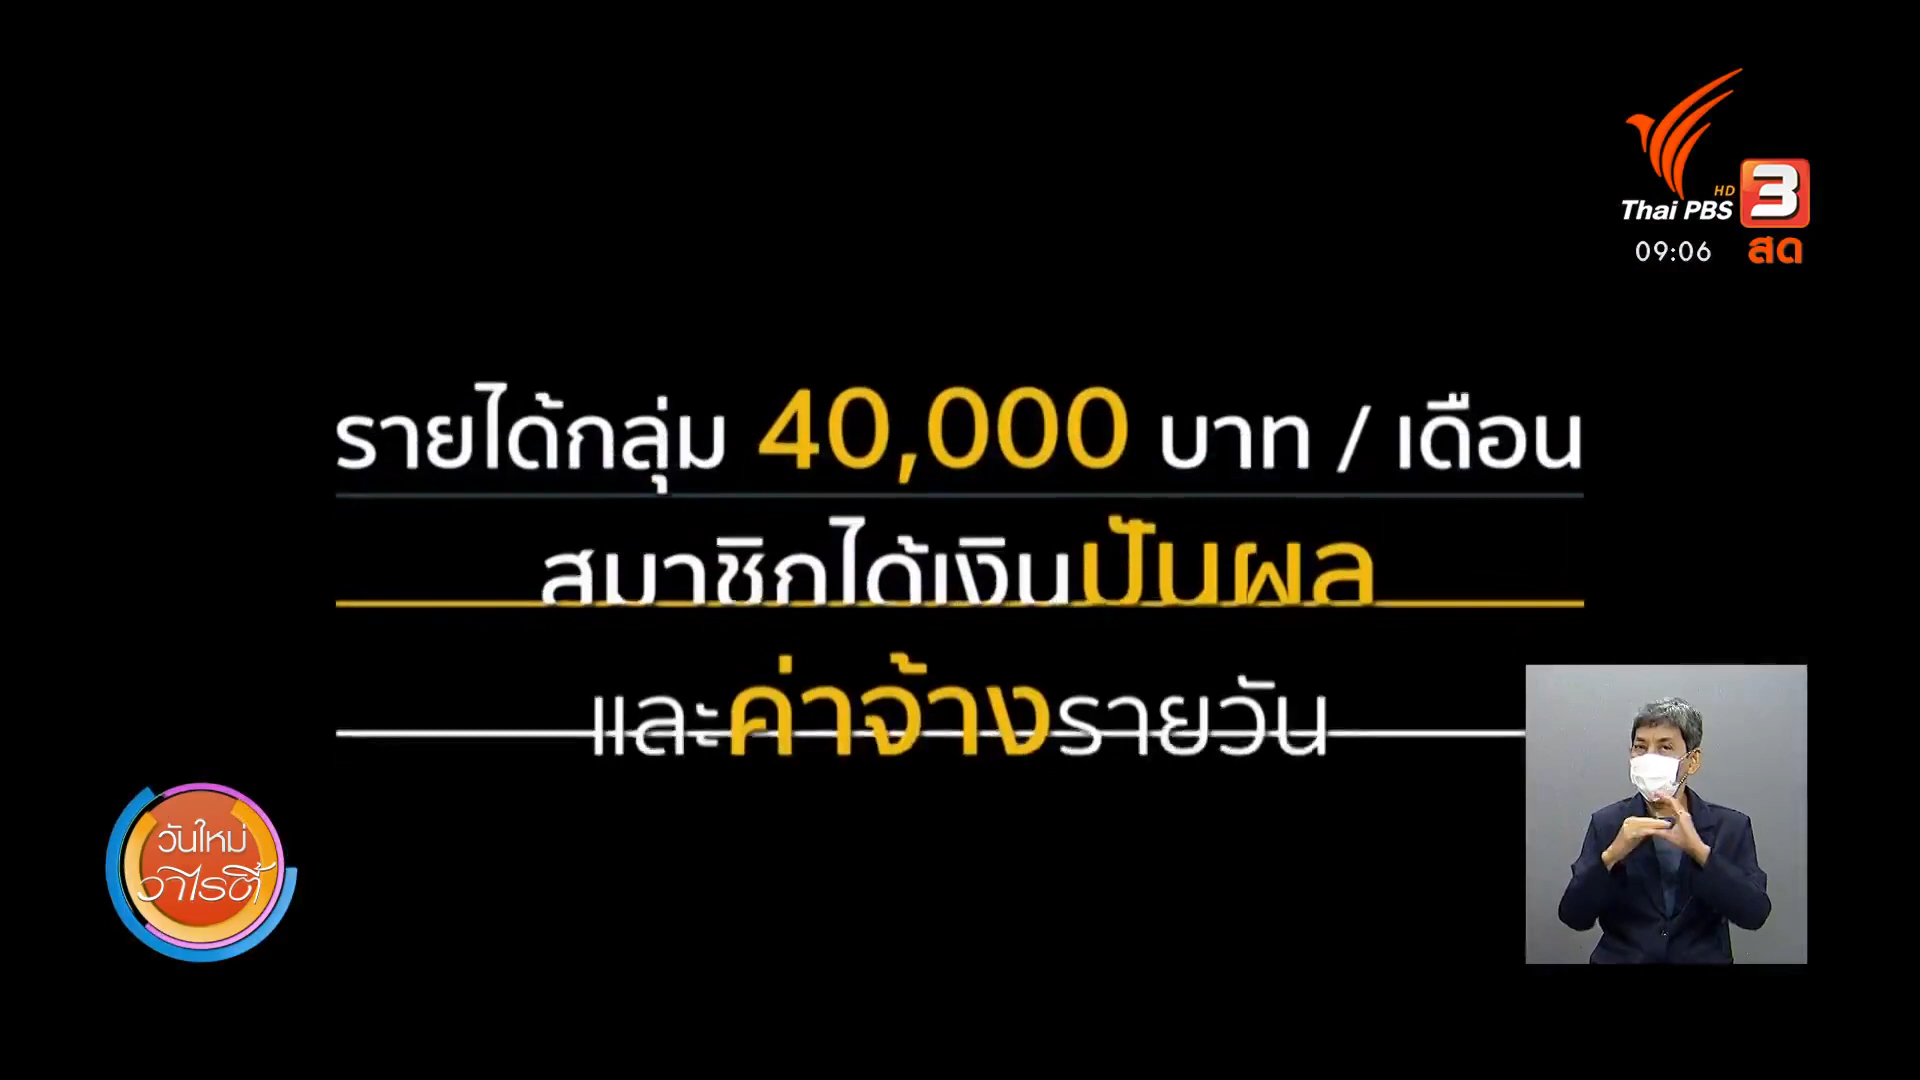 HD
Thai PBS 3
09:06 สด
รายได้กลุ่ม 40,000 บาท / เดือน
สมาชิกได้เงินปันผล
และค่าจ้างรายวัน
วันใหม่
วาไรตี้